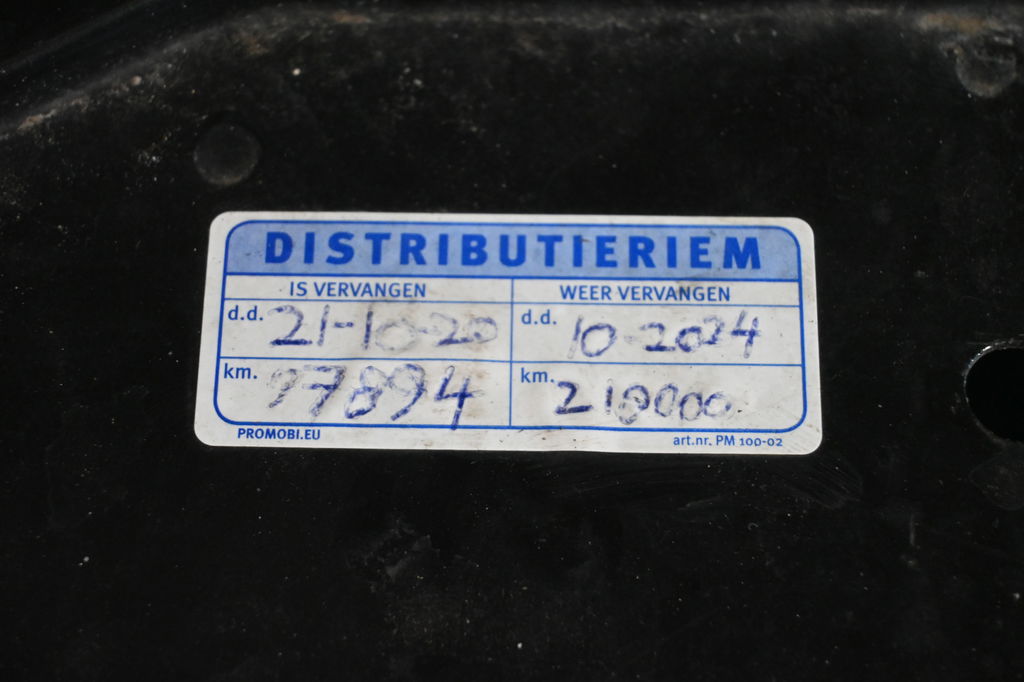 DISTRIBUTIERIEM
IS VERVANGEN WEER VERVANGEN
d.d. 21-10-20 d.d. 10-2024
km. 97894 km. 210000
PROMOBI.EU art.nr. PM 100-02